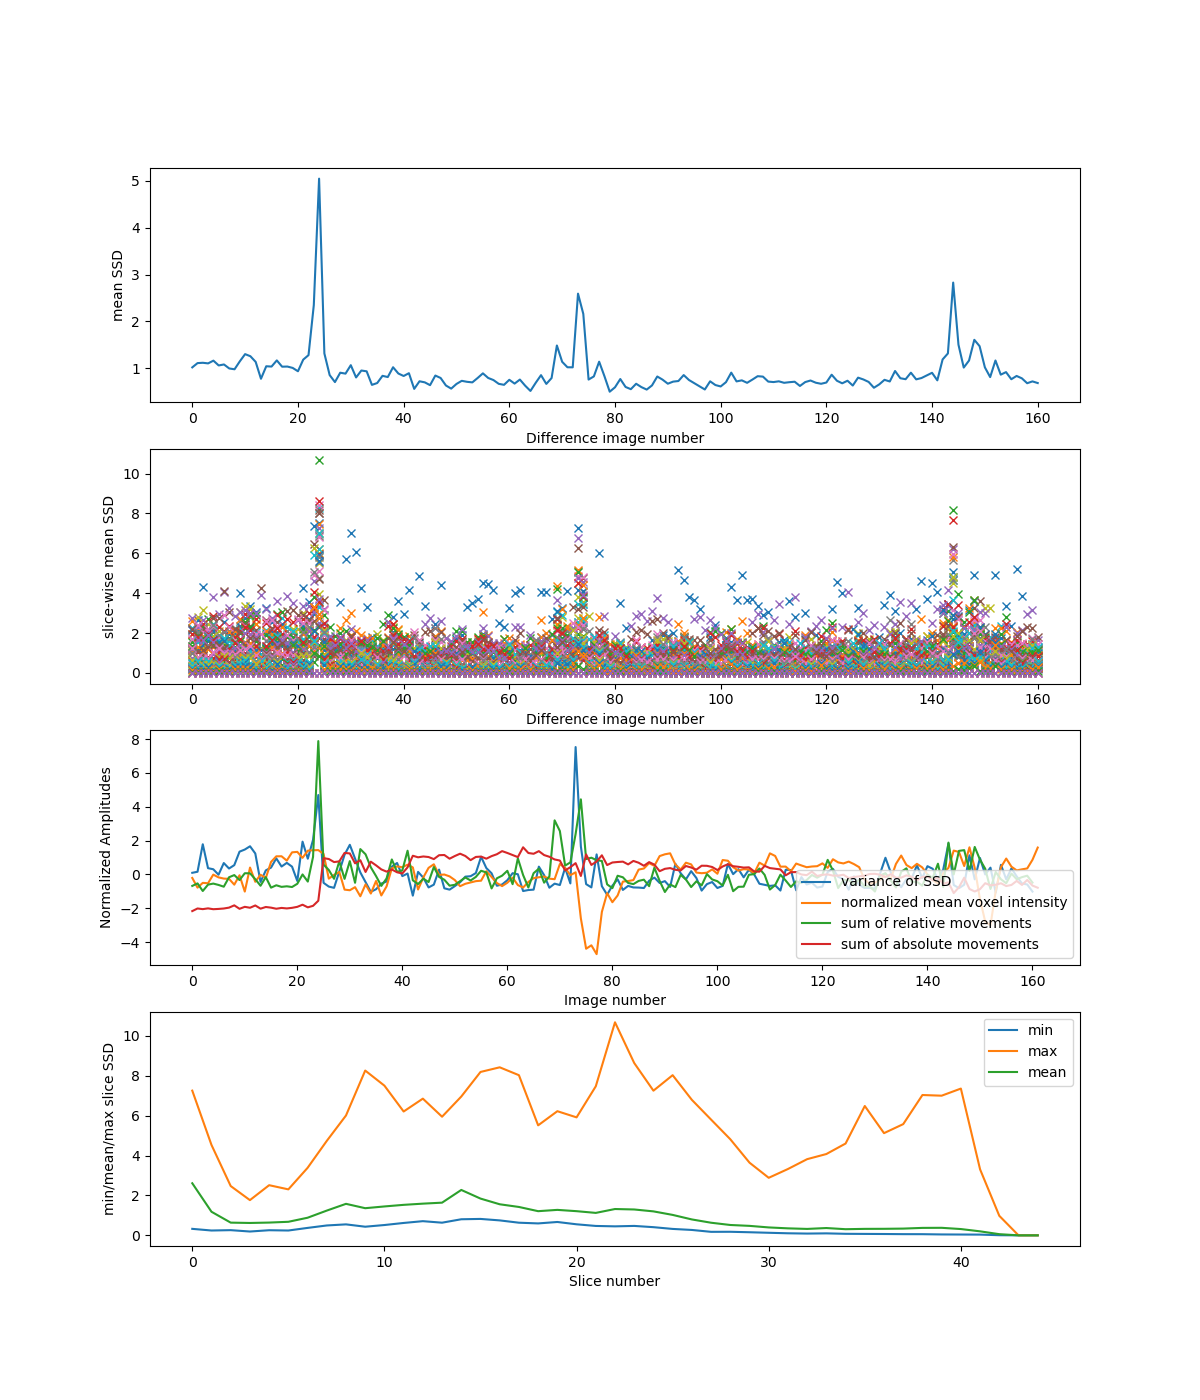 5
4
3
2
1
mean SSD
0 20 40 60 80 100 120 140 160
Difference image number
10
8
6
4
2
0
slice-wise mean SSD
0 20 40 60 80 100 120 140 160
Difference image number
8
6
4
2
0
−2
−4
Normalized Amplitudes
variance of SSD
normalized mean voxel intensity
sum of relative movements
sum of absolute movements
0 20 40 60 80 100 120 140 160
Image number
10
8
6
4
2
0
min/mean/max slice SSD
min
max
mean
0 10 20 30 40
Slice number